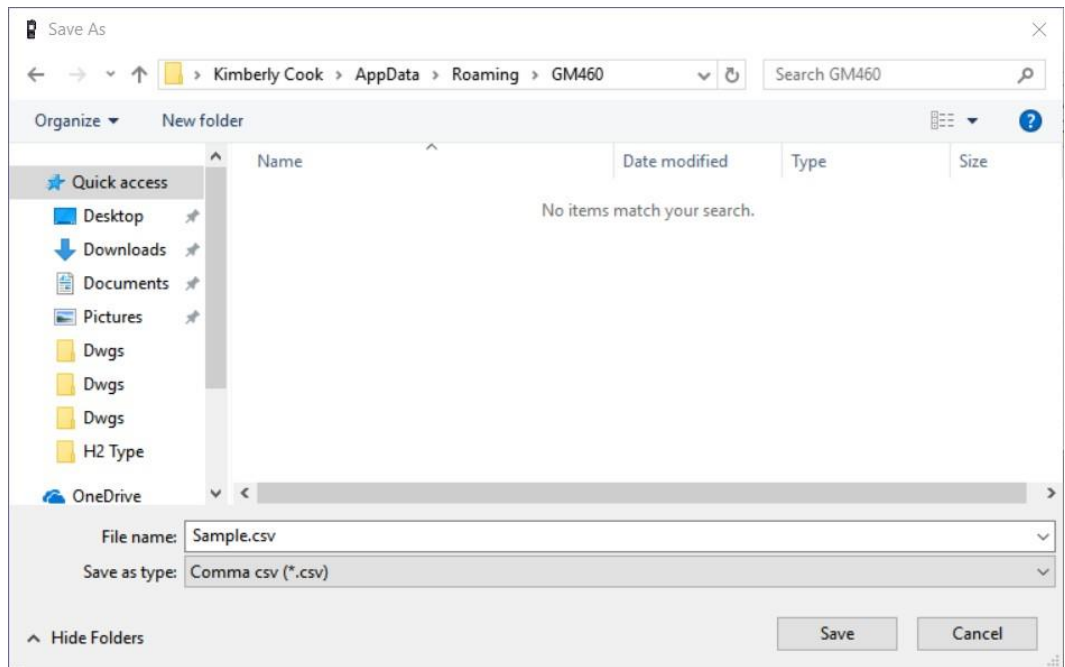 Save As
Kimberly Cook > AppData > Roaming > GM460
Search GM460
Organize
New folder
Name
Date modified
Type
Size
No items match your search.
Quick access
Desktop
Downloads
Documents
Pictures
Dwgs
Dwgs
Dwgs
H2 Type
OneDrive
File name: Sample.csv
Save as type: Comma csv (*.csv)
Hide Folders
Save
Cancel